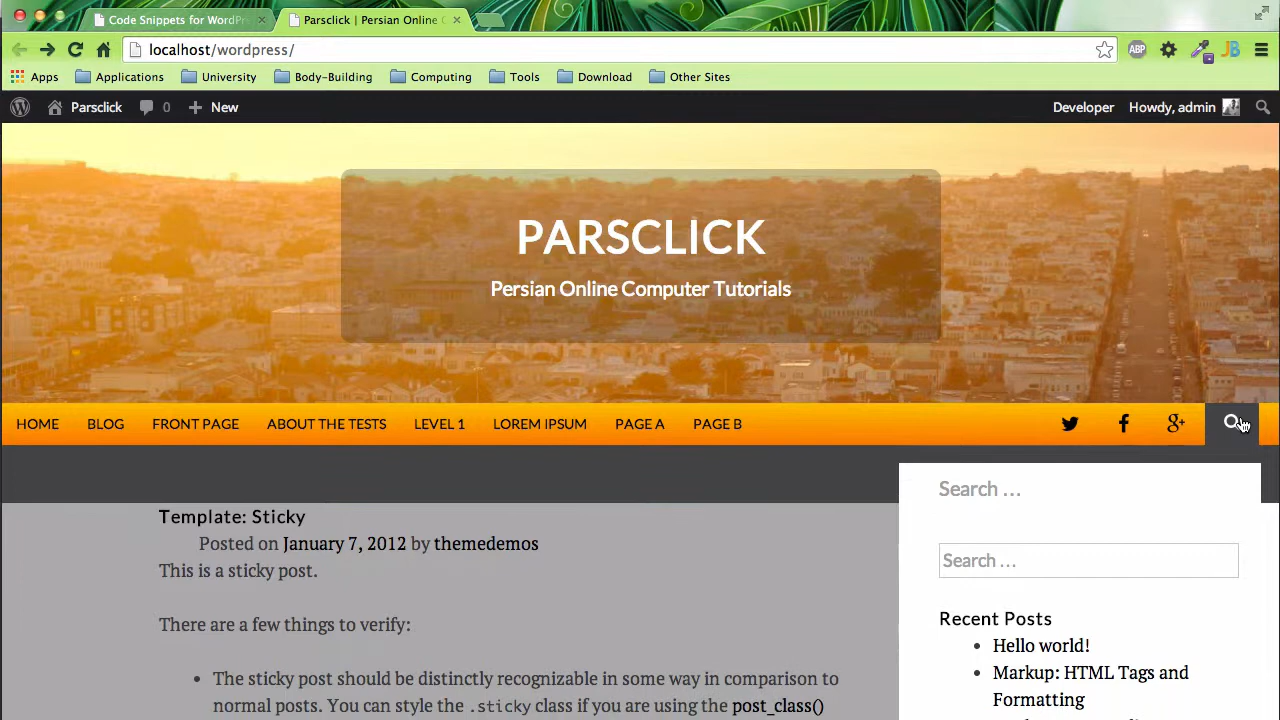 Code Snippets for WordPr
Parsclick | Persian Online C
localhost/wordpress/
ABP
JB
Apps Applications University Body-Building Computing Tools Download Other Sites
Parsclick 0 New Developer Howdy, admin
PARSCLICK
Persian Online Computer Tutorials
HOME BLOG FRONT PAGE ABOUT THE TESTS LEVEL 1 LOREM IPSUM PAGE A PAGE B
Search ...
Template: Sticky
Posted on January 7, 2012 by themedemos
This is a sticky post.
There are a few things to verify:
The sticky post should be distinctly recognizable in some way in comparison to
normal posts. You can style the .sticky class if you are using the post_class()
Search ...
Recent Posts
Hello world!
Markup: HTML Tags and
Formatting